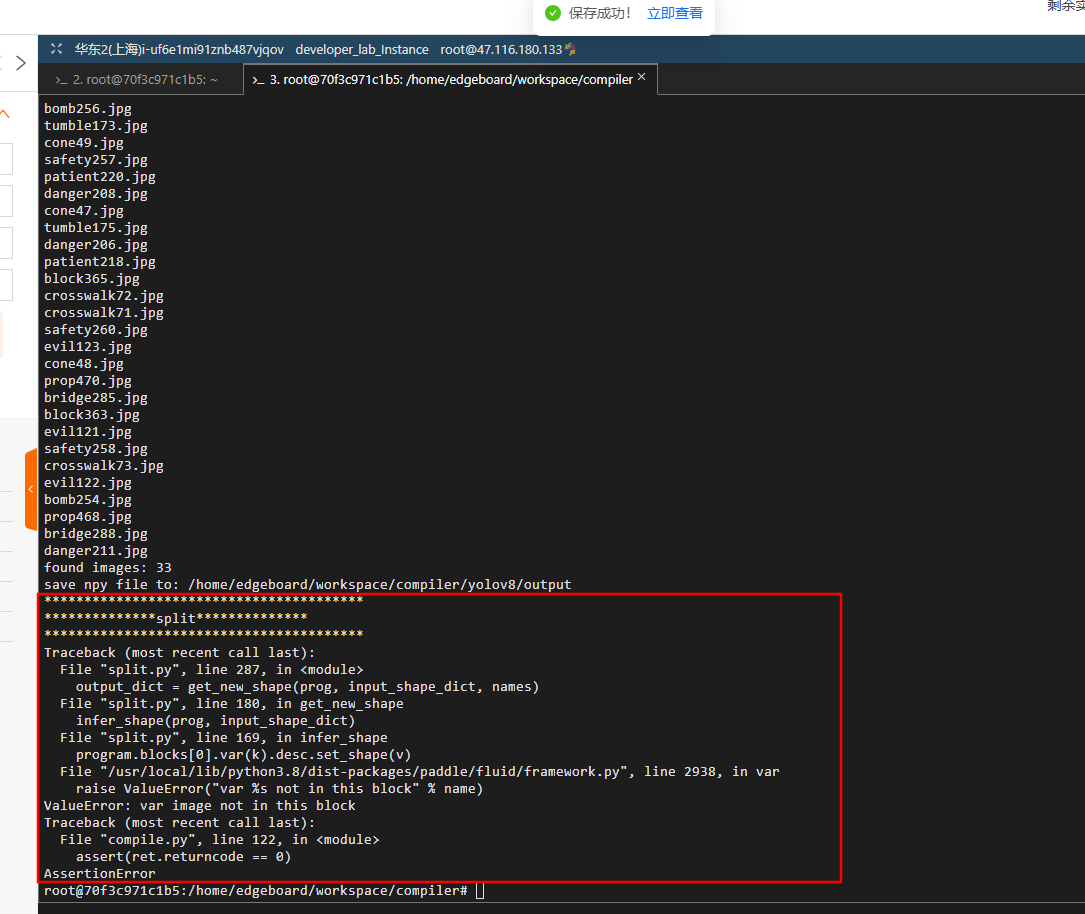 保存成功! 立即查看
剩余实
华东2(上海)i-uf6e1mi91znb487vjqov developer_lab_Instance root@47.116.180.133
>_ 2. root@70f3c971c1b5: ~
>_ 3. root@70f3c971c1b5: /home/edgeboard/workspace/compiler ×
bomb256.jpg
tumble173.jpg
cone49.jpg
safety257.jpg
patient220.jpg
danger208.jpg
cone47.jpg
tumble175.jpg
danger206.jpg
patient218.jpg
block365.jpg
crosswalk72.jpg
crosswalk71.jpg
safety260.jpg
evil123.jpg
cone48.jpg
prop470.jpg
bridge285.jpg
block363.jpg
evil121.jpg
safety258.jpg
crosswalk73.jpg
evil122.jpg
bomb254.jpg
prop468.jpg
bridge288.jpg
danger211.jpg
found images: 33
save npy file to: /home/edgeboard/workspace/compiler/yolov8/output
****************************************
**************split**************
****************************************
Traceback (most recent call last):
  File "split.py", line 287, in <module>
    output_dict = get_new_shape(prog, input_shape_dict, names)
  File "split.py", line 180, in get_new_shape
    infer_shape(prog, input_shape_dict)
  File "split.py", line 169, in infer_shape
    program.blocks[0].var(k).desc.set_shape(v)
  File "/usr/local/lib/python3.8/dist-packages/paddle/fluid/framework.py", line 2938, in var
    raise ValueError("var %s not in this block" % name)
ValueError: var image not in this block
Traceback (most recent call last):
  File "compile.py", line 122, in <module>
    assert(ret.returncode == 0)
AssertionError
root@70f3c971c1b5:/home/edgeboard/workspace/compiler#